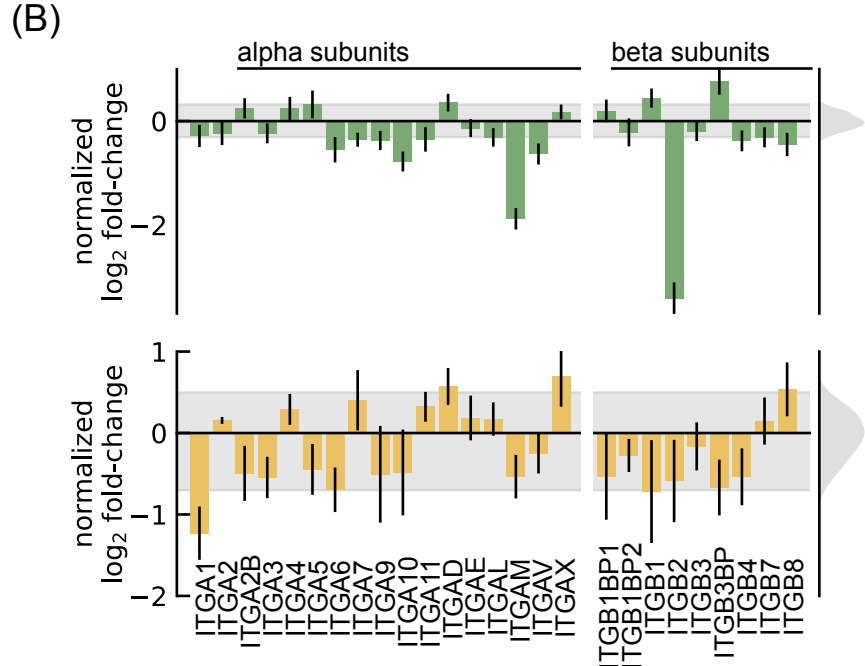 (B)
alpha subunits
beta subunits
normalized
log₂ fold-change
0
−2
normalized
log₂ fold-change
1
0
−1
−2
ITGA1
ITGA2
ITGA2B
ITGA3
ITGA4
ITGA5
ITGA6
ITGA7
ITGA9
ITGA10
ITGA11
ITGAD
ITGAE
ITGAL
ITGAM
ITGAV
ITGAX
ITGB1BP1
ITGB1BP2
ITGB1
ITGB2
ITGB3
ITGB3BP
ITGB4
ITGB7
ITGB8